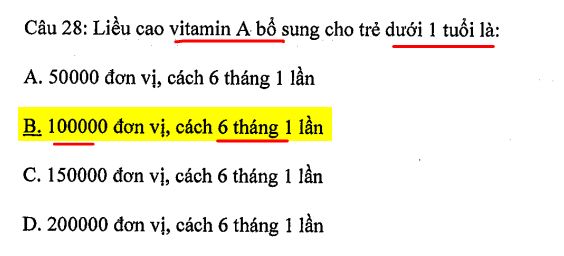 Câu 28: Liều cao vitamin A bổ sung cho trẻ dưới 1 tuổi là:
A. 50000 đơn vị, cách 6 tháng 1 lần
B. 100000 đơn vị, cách 6 tháng 1 lần
C. 150000 đơn vị, cách 6 tháng 1 lần
D. 200000 đơn vị, cách 6 tháng 1 lần